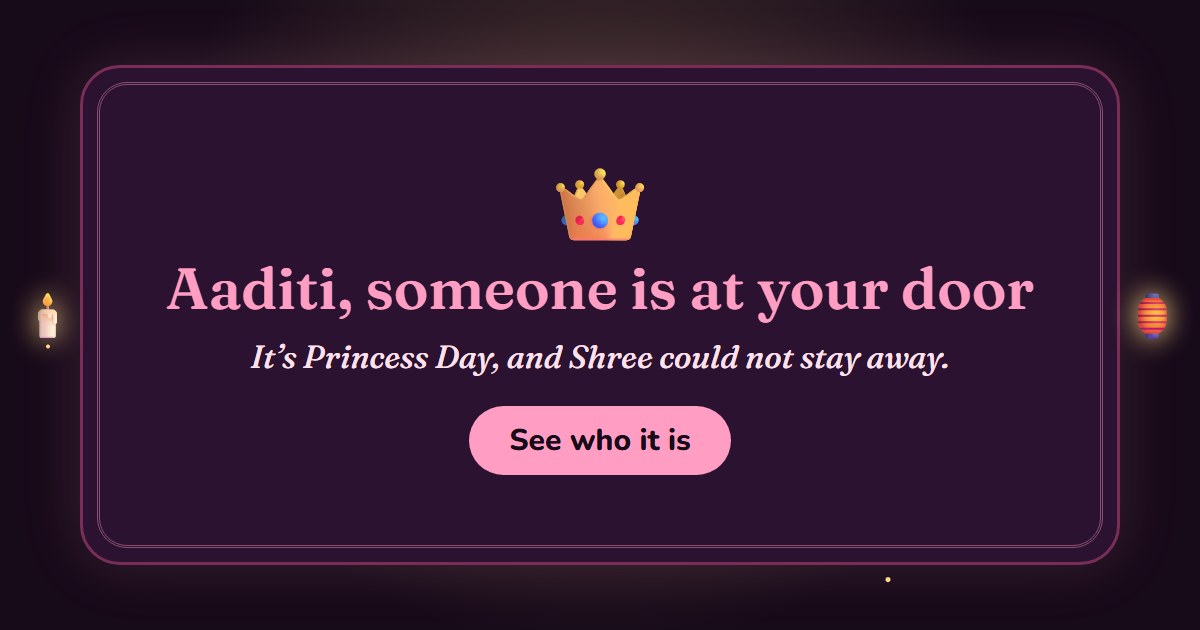 Aaditi, someone is at your door
It’s Princess Day, and Shree could not stay away.
See who it is